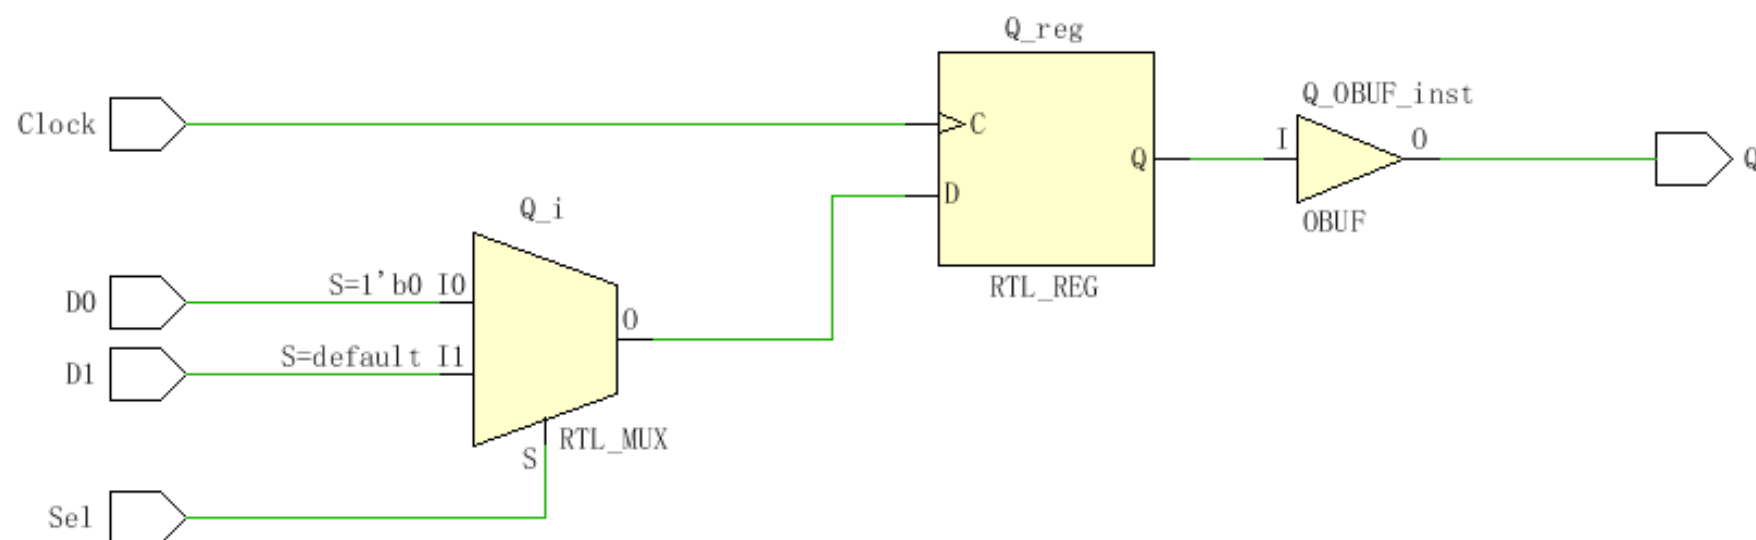 Q_reg
Q_OBUF_inst
Clock
C
I
O
Q
Q
D
OBUF
Q_i
RTL_REG
S=1'b0 I0
D0
O
S=default I1
D1
RTL_MUX
S
Sel